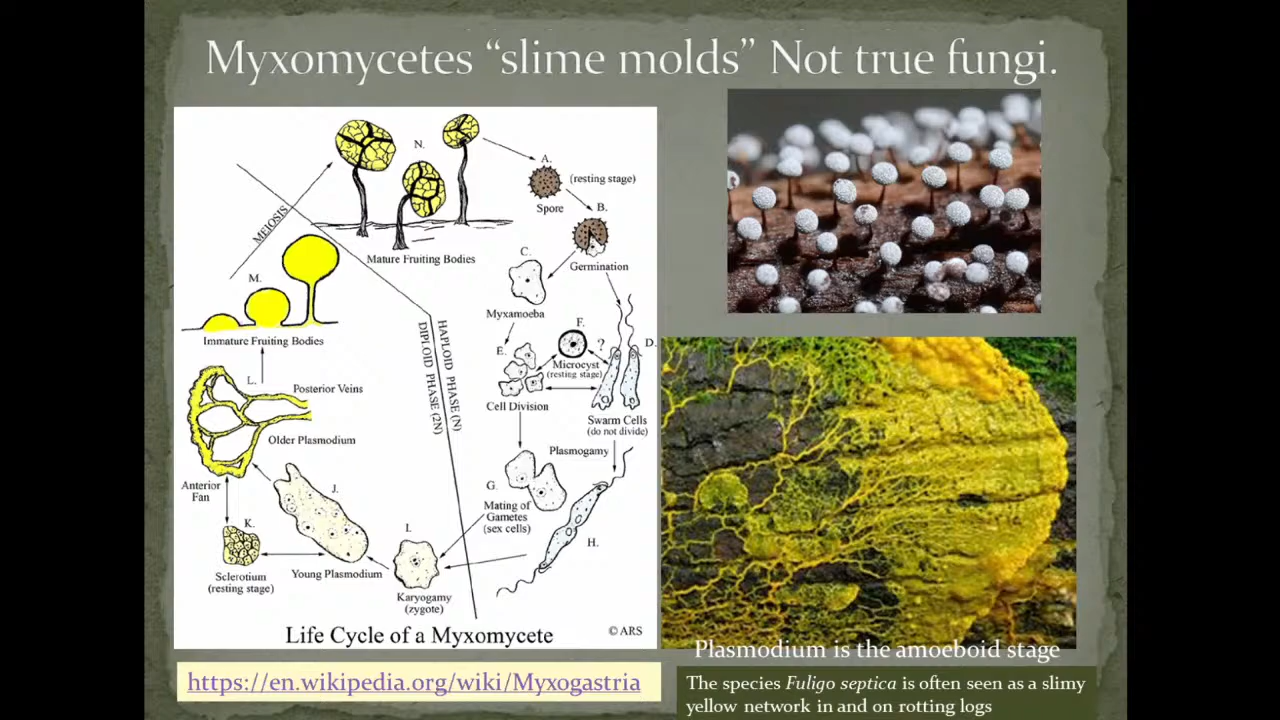 Myxomycetes “slime molds” Not true fungi.
N.
A.
(resting stage)
Spore
B.
MEIOSIS
Mature Fruiting Bodies
Germination
C.
M.
Myxamoeba
Immature Fruiting Bodies
HAPLOID PHASE (N)
DIPLOID PHASE (2N)
F.
?
D.
E.
Microcyst
(resting stage)
L.
Posterior Veins
Cell Division
Swarm Cells
(do not divide)
Older Plasmodium
Plasmogamy
Anterior
Fan
J.
G.
Mating of
Gametes
(sex cells)
K.
I.
H.
Sclerotium
(resting stage)
Young Plasmodium
Karyogamy
(zygote)
Life Cycle of a Myxomycete
© ARS
Plasmodium is the amoeboid stage
https://en.wikipedia.org/wiki/Myxogastria
The species Fuligo septica is often seen as a slimy
yellow network in and on rotting logs